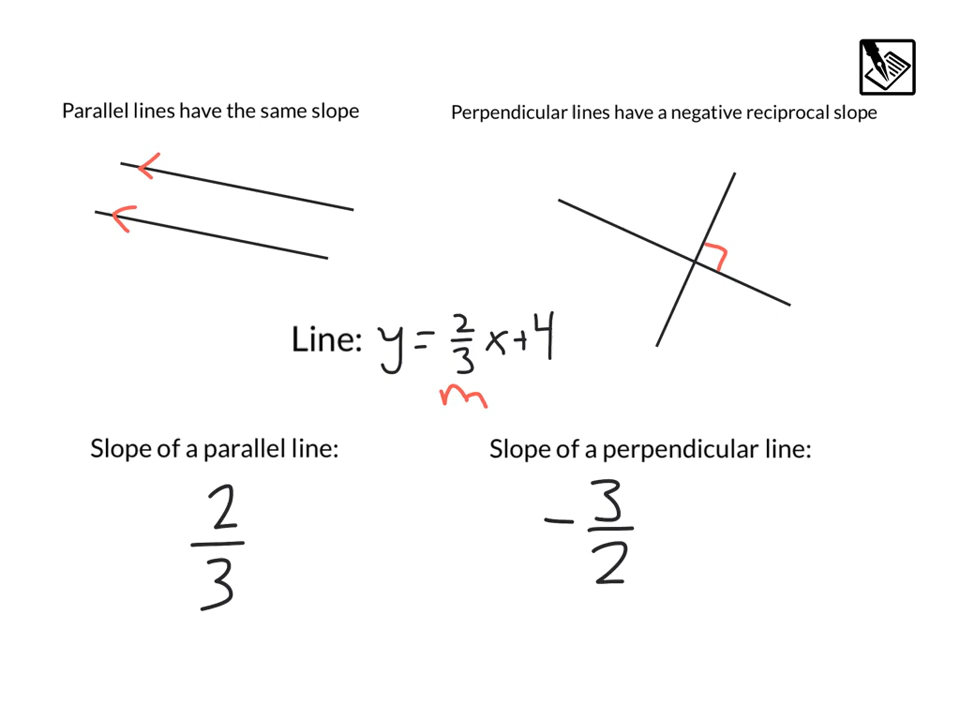 Parallel lines have the same slope
Perpendicular lines have a negative reciprocal slope
Line: y = 2/3 x + 4
m
Slope of a parallel line:
2/3
Slope of a perpendicular line:
- 3/2